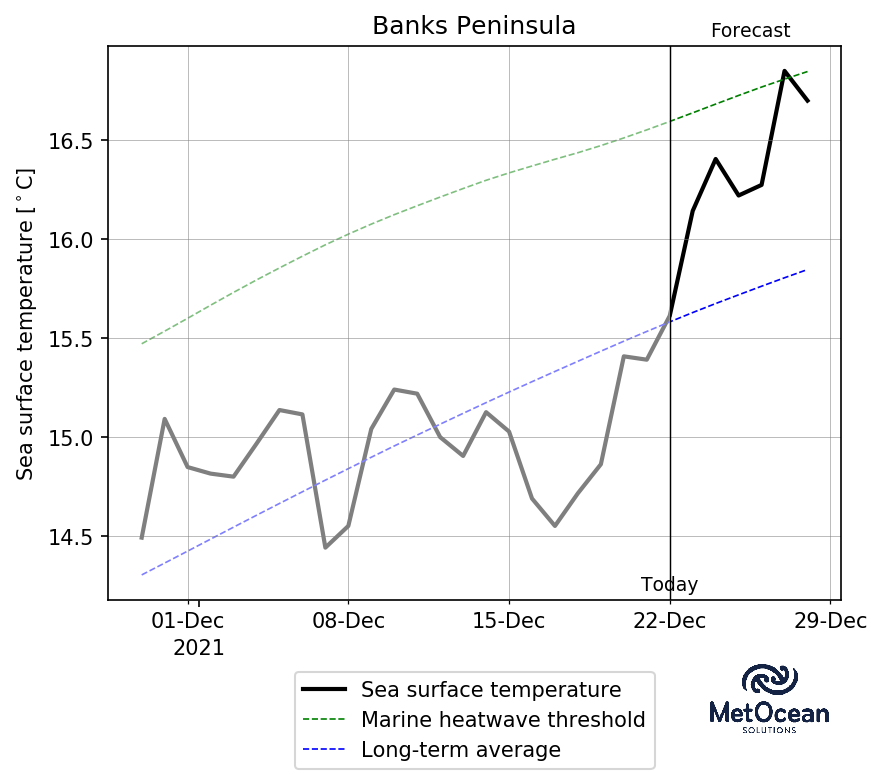 Banks Peninsula
Forecast
Sea surface temperature [°C]
16.5
16.0
15.5
15.0
14.5
Today
01-Dec
08-Dec
15-Dec
22-Dec
29-Dec
2021
Sea surface temperature
Marine heatwave threshold
Long-term average
MetOcean
SOLUTIONS